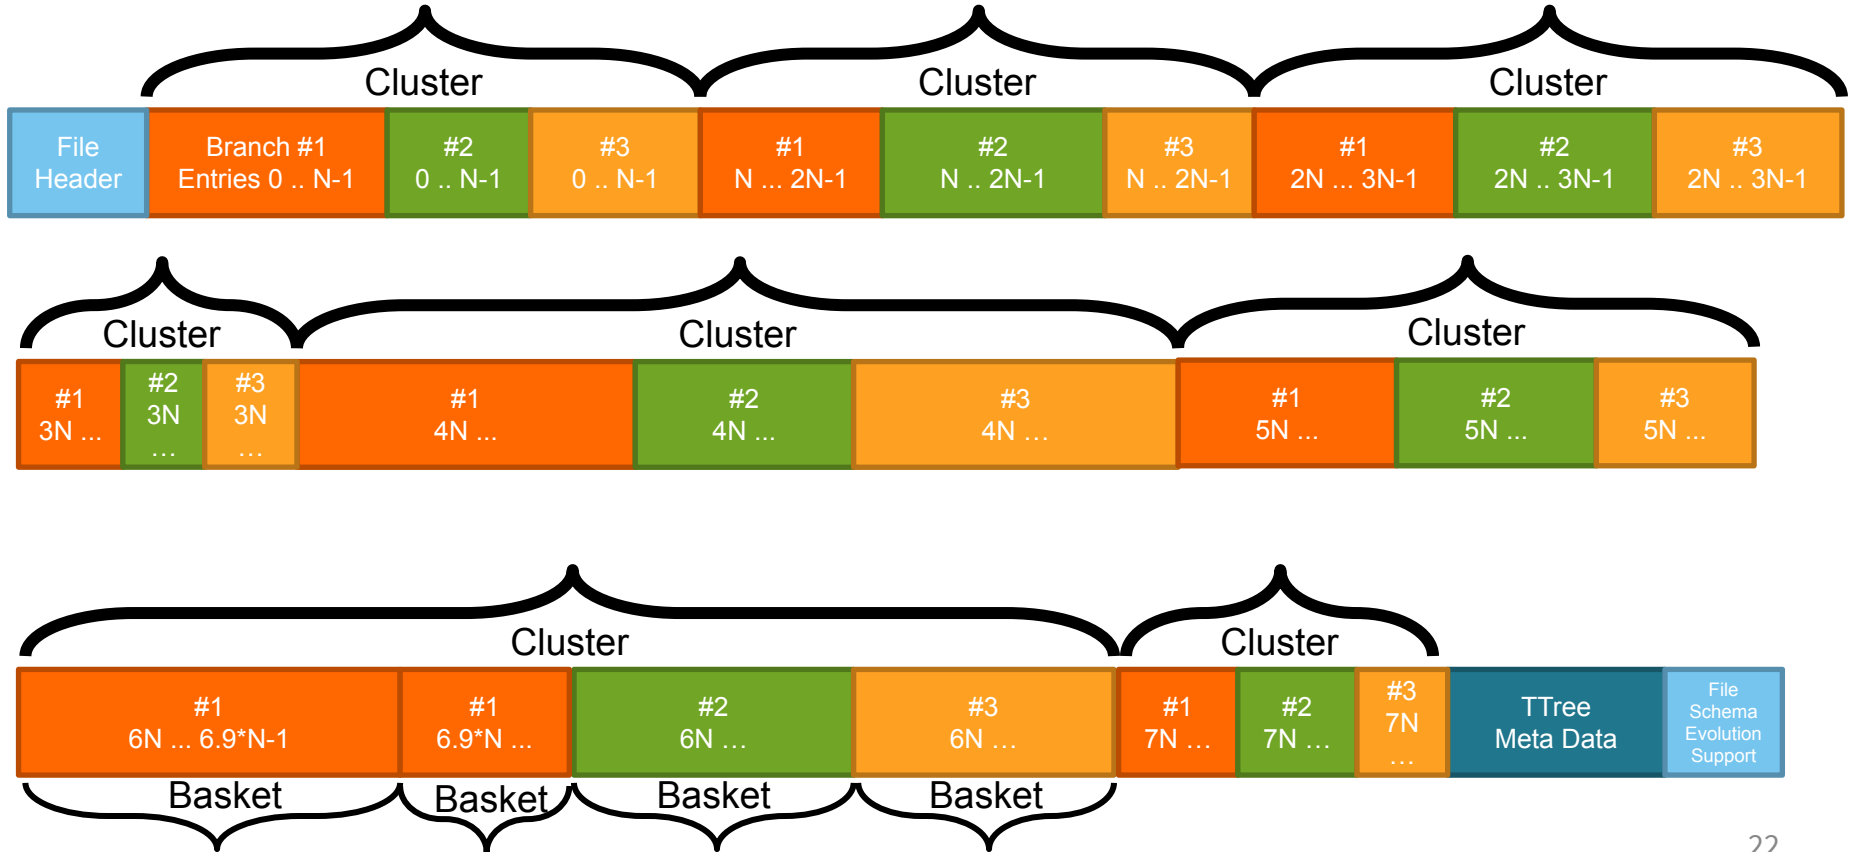 Cluster
Cluster
Cluster
File
Header
Branch #1
Entries 0 .. N-1
#2
0 .. N-1
#3
0 .. N-1
#1
N ... 2N-1
#2
N .. 2N-1
#3
N .. 2N-1
#1
2N ... 3N-1
#2
2N .. 3N-1
#3
2N .. 3N-1
Cluster
Cluster
Cluster
#1
3N ...
#2
3N
…
#3
3N
…
#1
4N ...
#2
4N ...
#3
4N …
#1
5N ...
#2
5N ...
#3
5N ...
Cluster
Cluster
#1
6N ... 6.9*N-1
#1
6.9*N ...
#2
6N …
#3
6N …
#1
7N …
#2
7N …
#3
7N
…
TTree
Meta Data
File
Schema
Evolution
Support
Basket
Basket
Basket
Basket
22